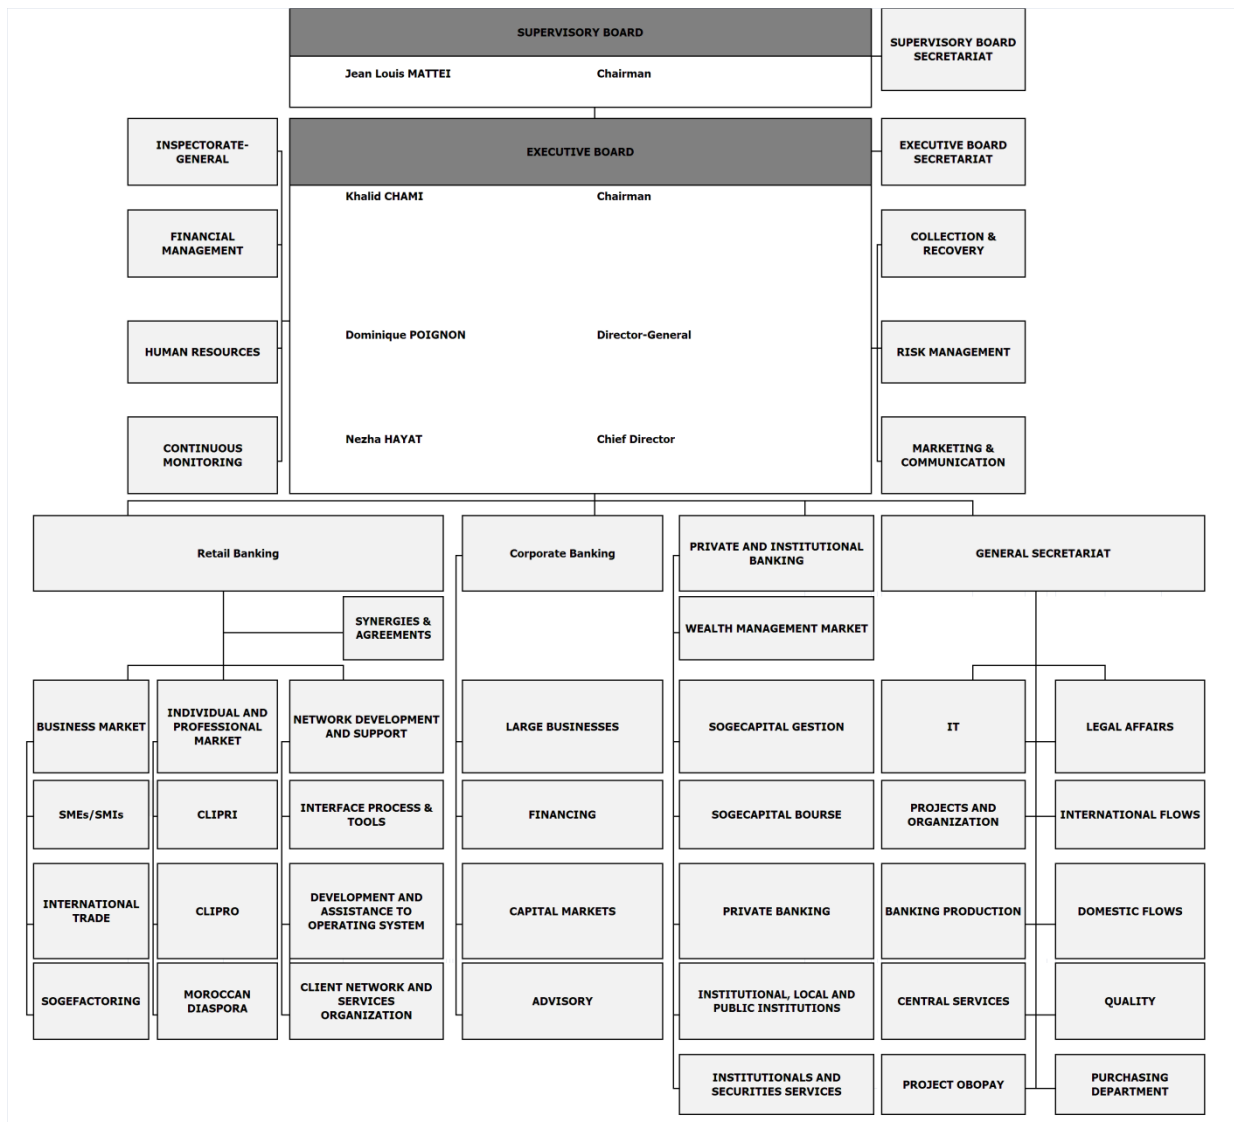 SUPERVISORY BOARD
SUPERVISORY BOARD
SECRETARIAT
Jean Louis MATTEI
Chairman
INSPECTORATE-
GENERAL
EXECUTIVE BOARD
EXECUTIVE BOARD
SECRETARIAT
Khalid CHAMI
Chairman
FINANCIAL
MANAGEMENT
COLLECTION &
RECOVERY
Dominique POIGNON
Director-General
HUMAN RESOURCES
RISK MANAGEMENT
Nezha HAYAT
Chief Director
CONTINUOUS
MONITORING
MARKETING &
COMMUNICATION
Retail Banking
Corporate Banking
PRIVATE AND INSTITUTIONAL
BANKING
GENERAL SECRETARIAT
SYNERGIES &
AGREEMENTS
WEALTH MANAGEMENT MARKET
BUSINESS MARKET
INDIVIDUAL AND
PROFESSIONAL
MARKET
NETWORK DEVELOPMENT
AND SUPPORT
LARGE BUSINESSES
SOGECAPITAL GESTION
IT
LEGAL AFFAIRS
SMEs/SMIs
CLIPRI
INTERFACE PROCESS &
TOOLS
FINANCING
SOGECAPITAL BOURSE
PROJECTS AND
ORGANIZATION
INTERNATIONAL FLOWS
INTERNATIONAL
TRADE
CLIPRO
DEVELOPMENT AND
ASSISTANCE TO
OPERATING SYSTEM
CAPITAL MARKETS
PRIVATE BANKING
BANKING PRODUCTION
DOMESTIC FLOWS
SOGEFACTORING
MOROCCAN
DIASPORA
CLIENT NETWORK AND
SERVICES
ORGANIZATION
ADVISORY
INSTITUTIONAL, LOCAL AND
PUBLIC INSTITUTIONS
CENTRAL SERVICES
QUALITY
INSTITUTIONALS AND
SECURITIES SERVICES
PROJECT OBOPAY
PURCHASING
DEPARTMENT